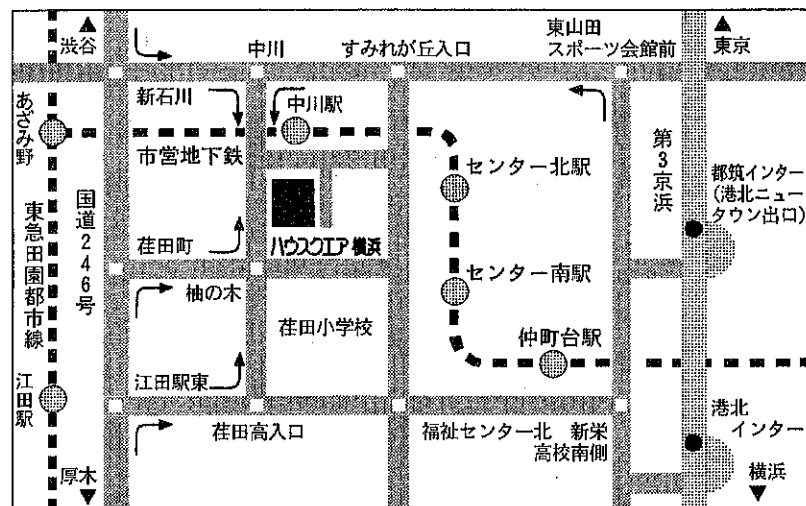 ▲
渋谷
中川
すみれが丘入口
東山田
スポーツ会館前
▲
東京
あざみ野
新石川
中川駅
市営地下鉄
センター北駅
第3京浜
都筑インター
(港北ニュー
タウン出口)
東急田園都市線
国道246号
荏田町
ハウスクエア横浜
センター南駅
柚の木
荏田小学校
仲町台駅
江田駅
江田駅東
荏田高入口
福祉センター北
新栄
高校南側
港北
インター
厚木
▼
横浜
▼